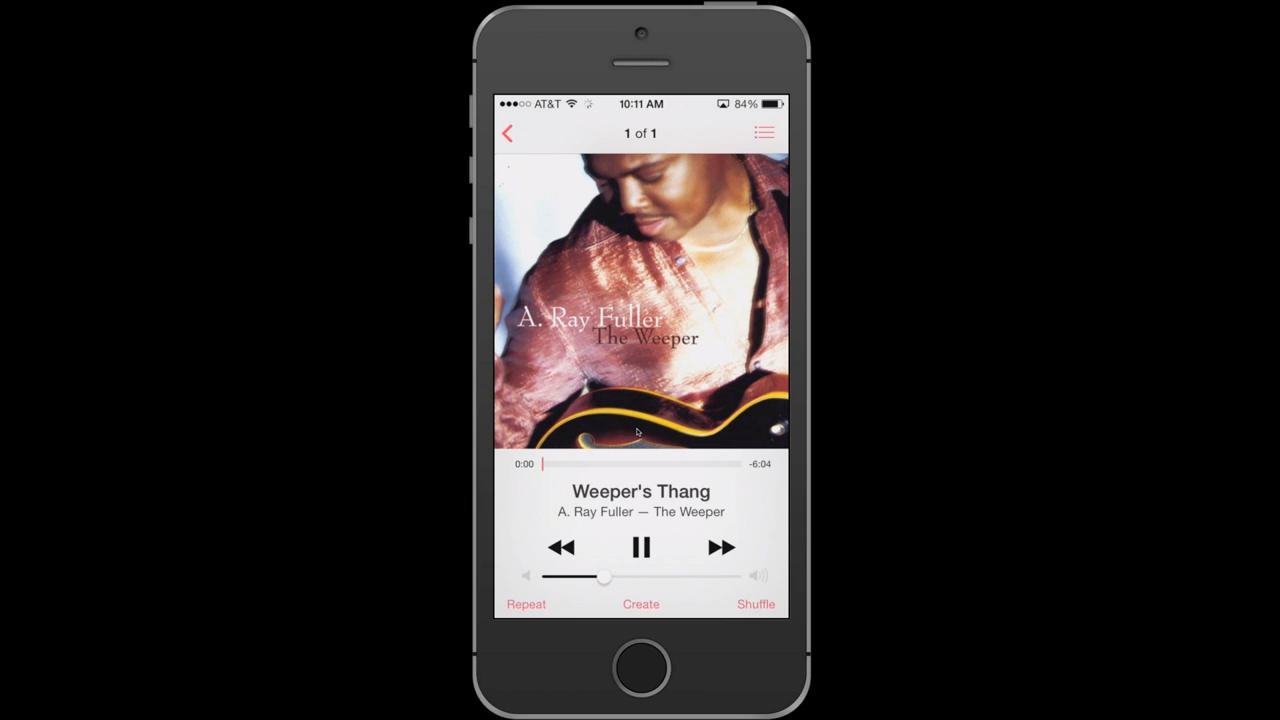 AT&T 10:11 AM 84%
1 of 1
A. Ray Fuller
The Weeper
0:00 -6:04
Weeper's Thang
A. Ray Fuller — The Weeper
Repeat Create Shuffle